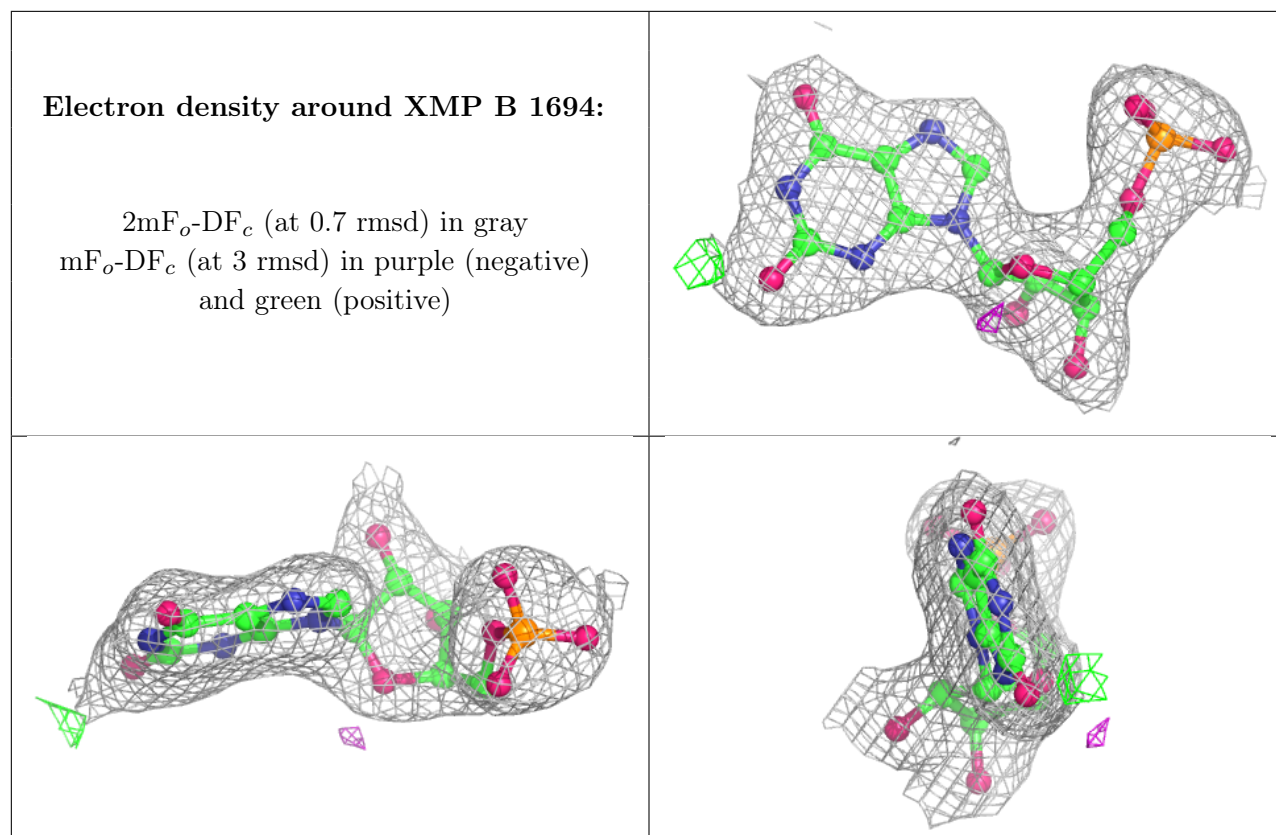 Electron density around XMP B 1694:
2mFo-DFc (at 0.7 rmsd) in gray
mFo-DFc (at 3 rmsd) in purple (negative)
and green (positive)